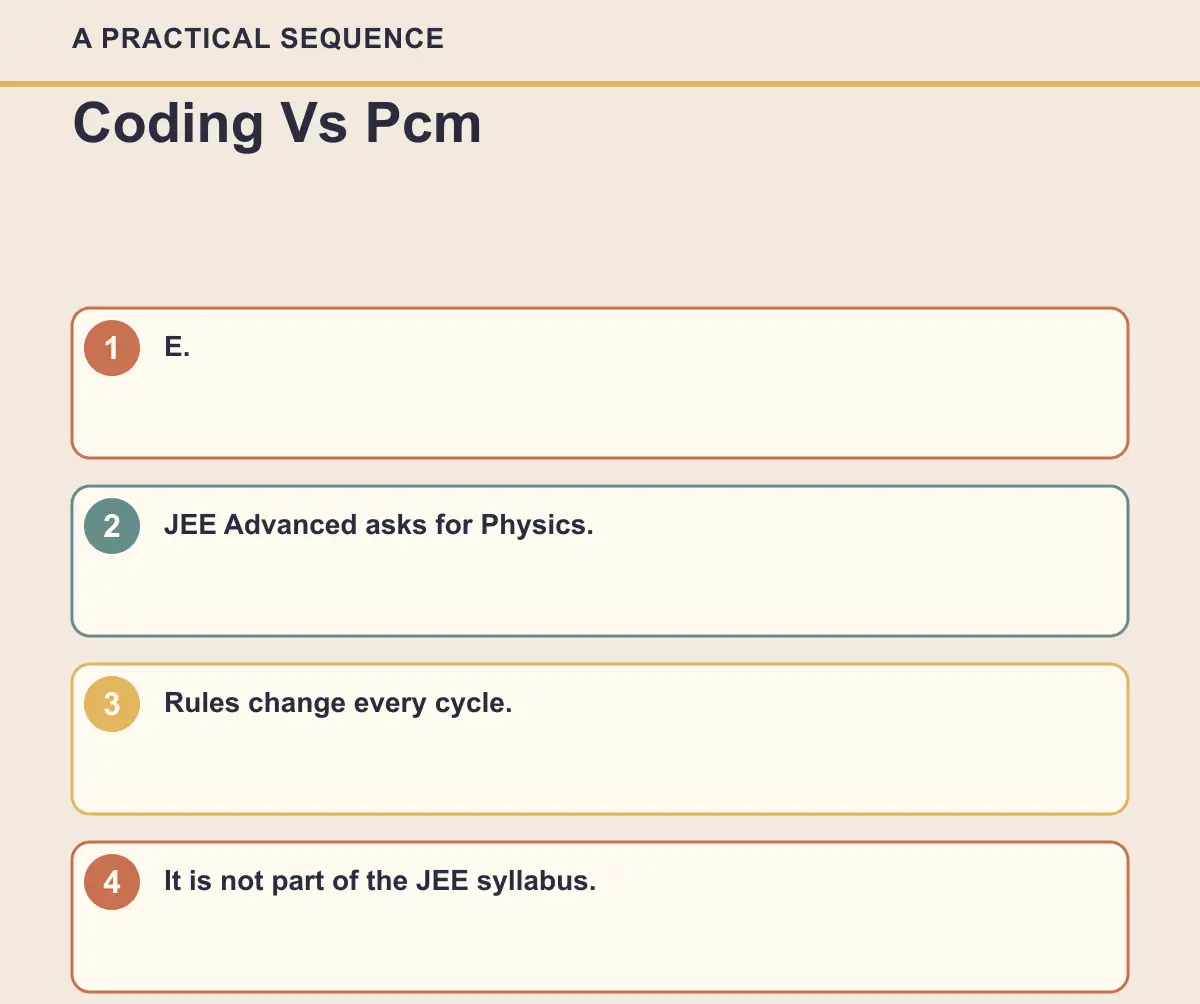 A PRACTICAL SEQUENCE
Coding Vs Pcm
1 E.
2 JEE Advanced asks for Physics.
3 Rules change every cycle.
4 It is not part of the JEE syllabus.